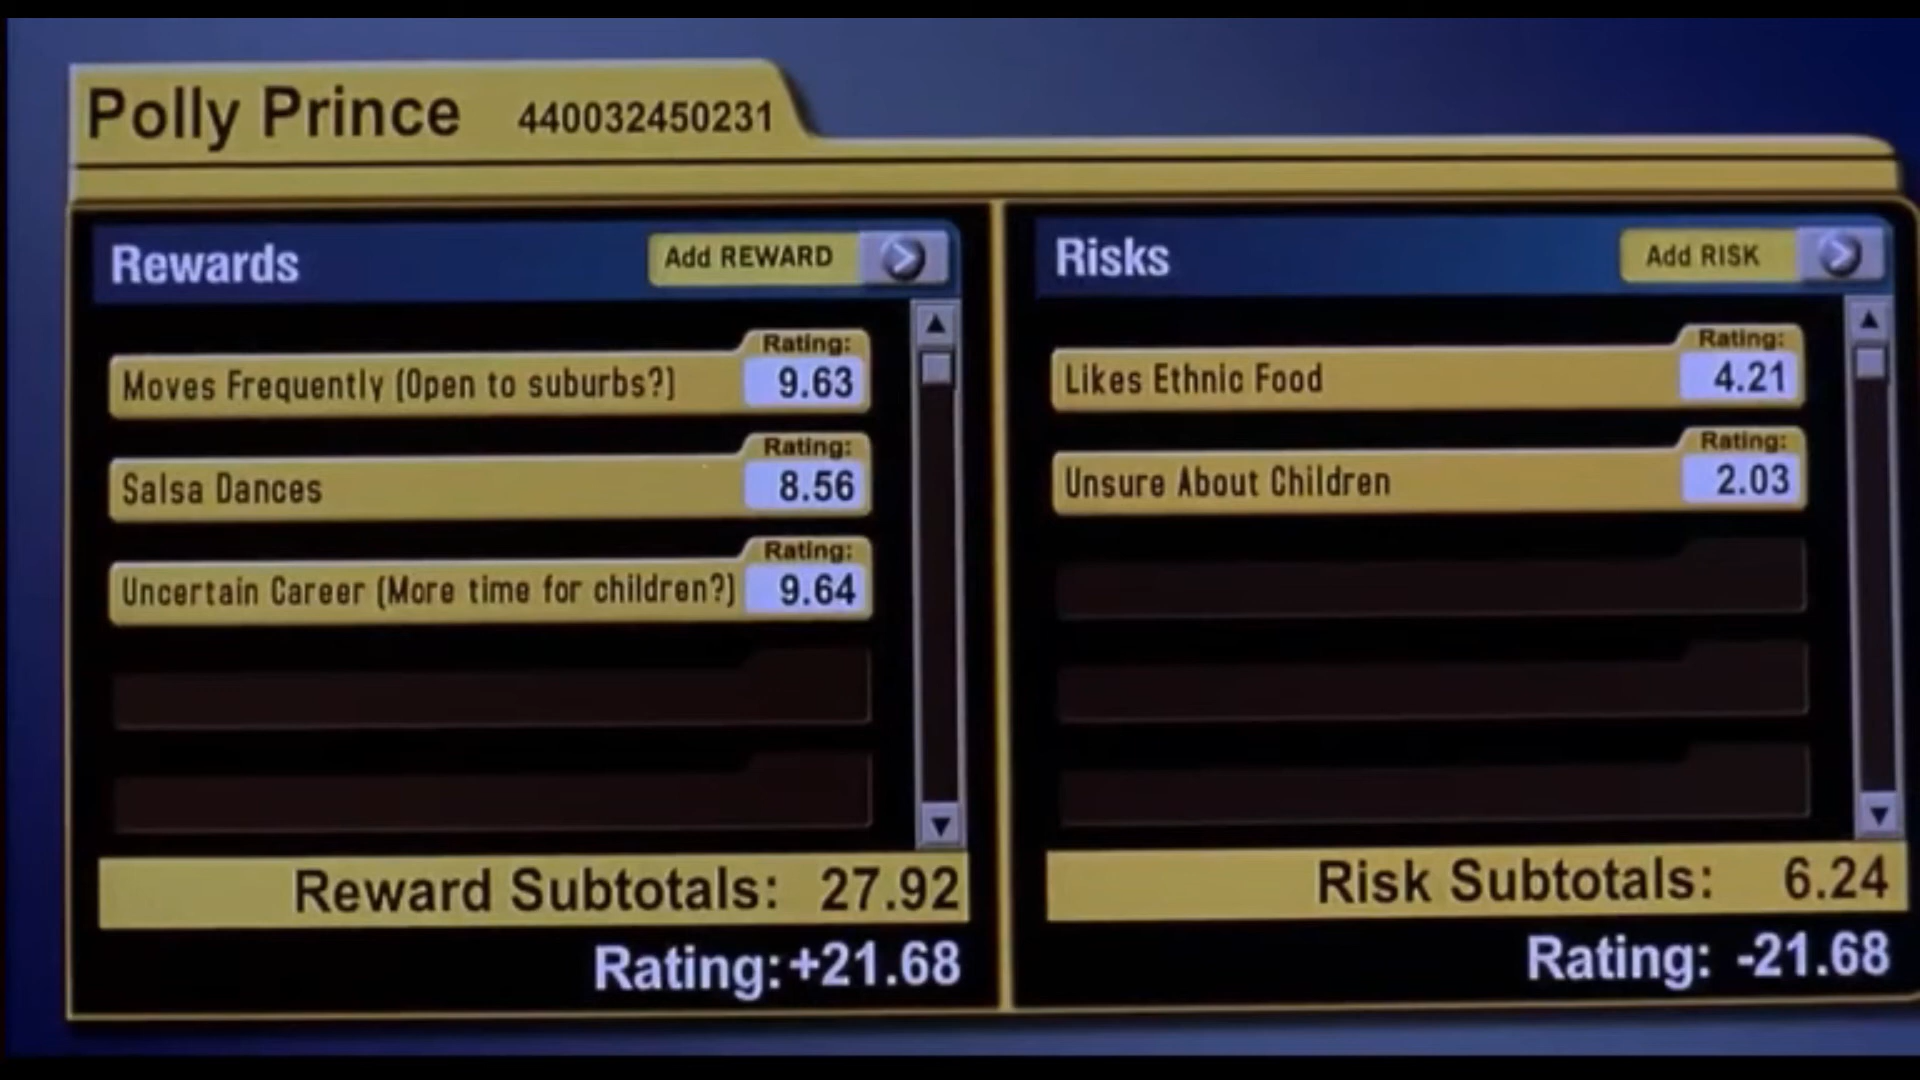 Polly Prince 440032450231
Rewards
Add REWARD
Rating:
Moves Frequently (Open to suburbs?) 9.63
Rating:
Salsa Dances 8.56
Rating:
Uncertain Career (More time for children?) 9.64
Reward Subtotals: 27.92
Rating: +21.68
Risks
Add RISK
Rating:
Likes Ethnic Food 4.21
Rating:
Unsure About Children 2.03
Risk Subtotals: 6.24
Rating: -21.68